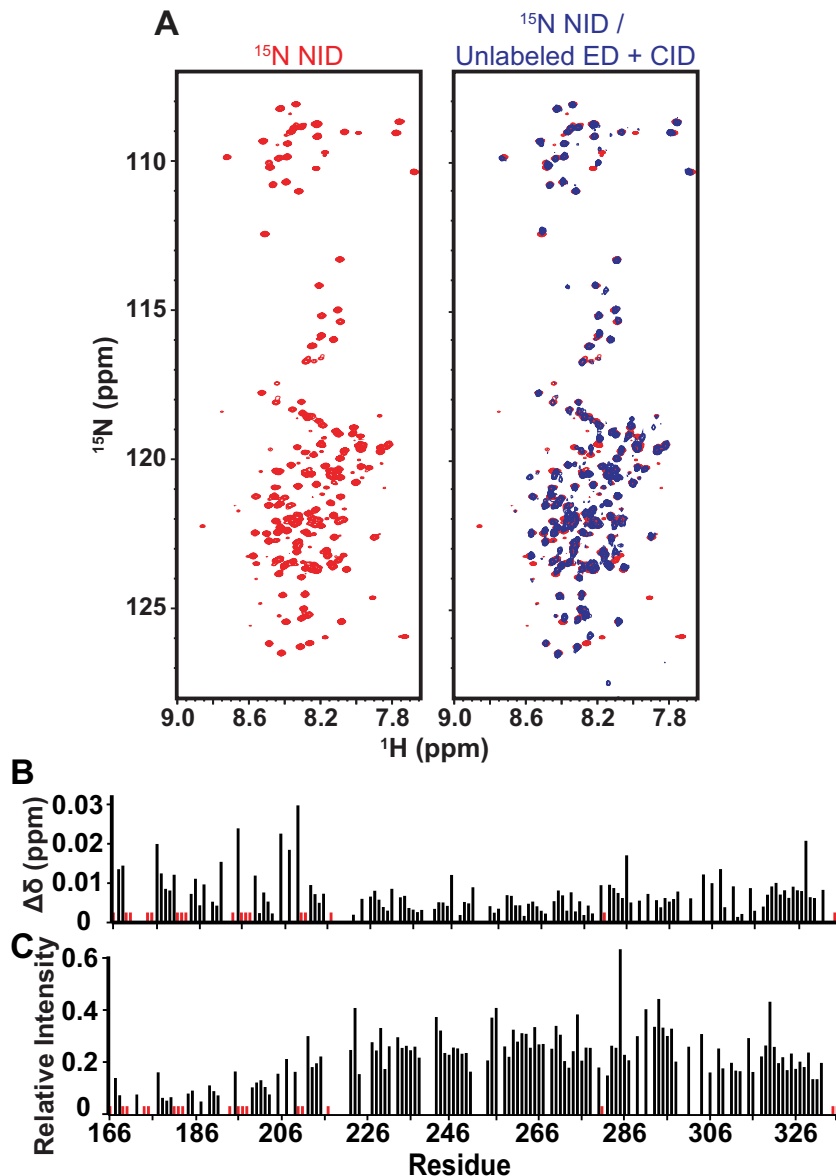 A
¹⁵N NID
¹⁵N NID /
Unlabeled ED + CID
110
115
120
125
¹⁵N (ppm)
9.0 8.6 8.2 7.8 9.0 8.6 8.2 7.8
¹H (ppm)
B
0.03
0.02
0.01
0
Δδ (ppm)
C
0.6
0.4
0.2
0
Relative Intensity
166 186 206 226 246 266 286 306 326
Residue